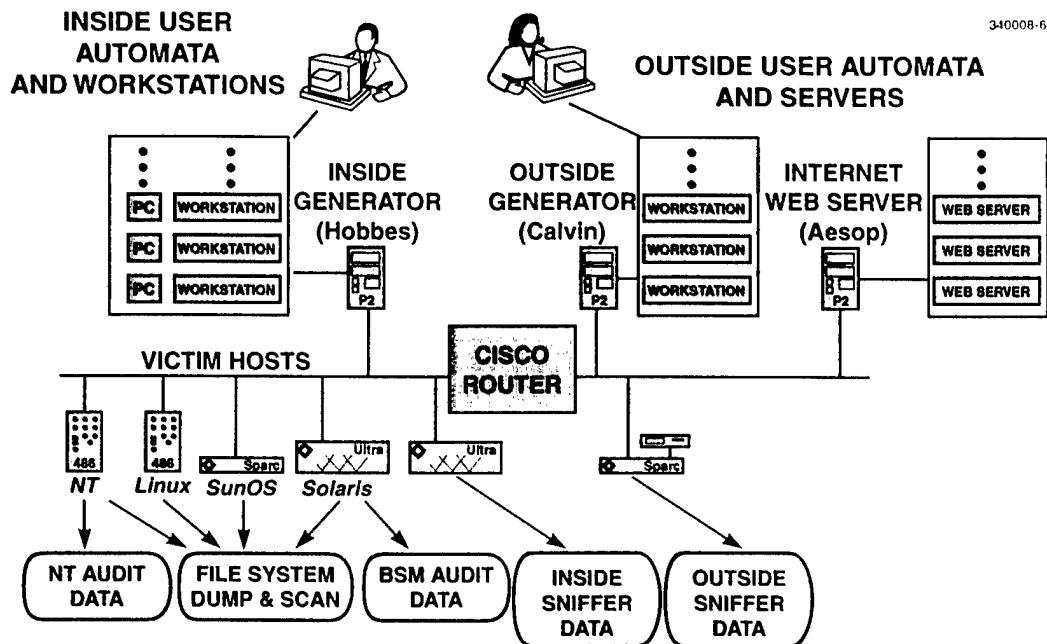 340008-6
INSIDE USER
AUTOMATA
AND WORKSTATIONS
OUTSIDE USER AUTOMATA
AND SERVERS
PC WORKSTATION
PC WORKSTATION
PC WORKSTATION
INSIDE
GENERATOR
(Hobbes)
P2
OUTSIDE
GENERATOR
(Calvin)
P2
WORKSTATION
WORKSTATION
WORKSTATION
INTERNET
WEB SERVER
(Aesop)
P2
WEB SERVER
WEB SERVER
WEB SERVER
VICTIM HOSTS
CISCO
ROUTER
486
NT
486
Linux
Sparc
SunOS
Ultra
Solaris
Ultra
Sparc
NT AUDIT
DATA
FILE SYSTEM
DUMP & SCAN
BSM AUDIT
DATA
INSIDE
SNIFFER
DATA
OUTSIDE
SNIFFER
DATA